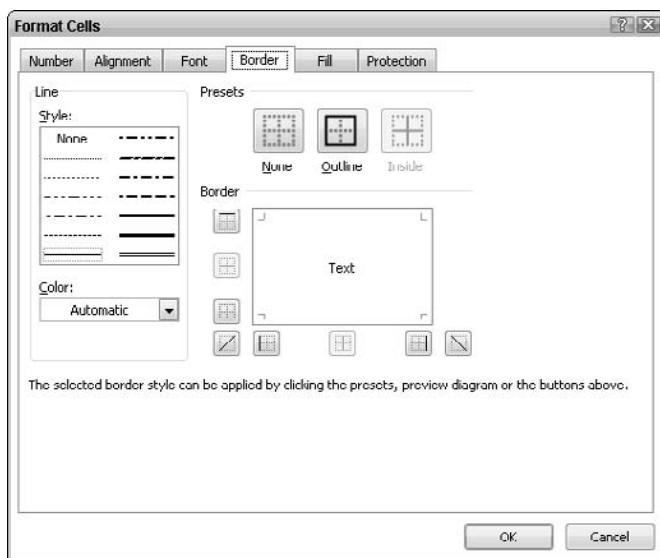 Format Cells
Number Alignment Font Border Fill Protection
Line
Style:
None
Color:
Automatic
Presets
None Outline Inside
Border
Text
The selected border style can be applied by clicking the presets, preview diagram or the buttons above.
OK Cancel